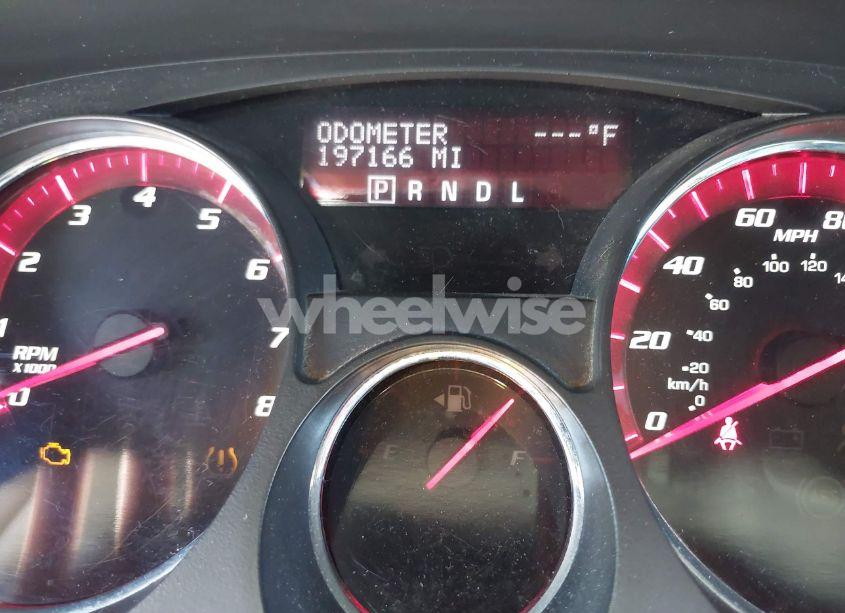 ODOMETER ---°F
197166 MI
P R N D L
0 1 2 3 4 5 6 7 8
RPM
X1000
E F
0 20 40 60 80
MPH
0 20 40 60 80 100 120
km/h
wheelwise